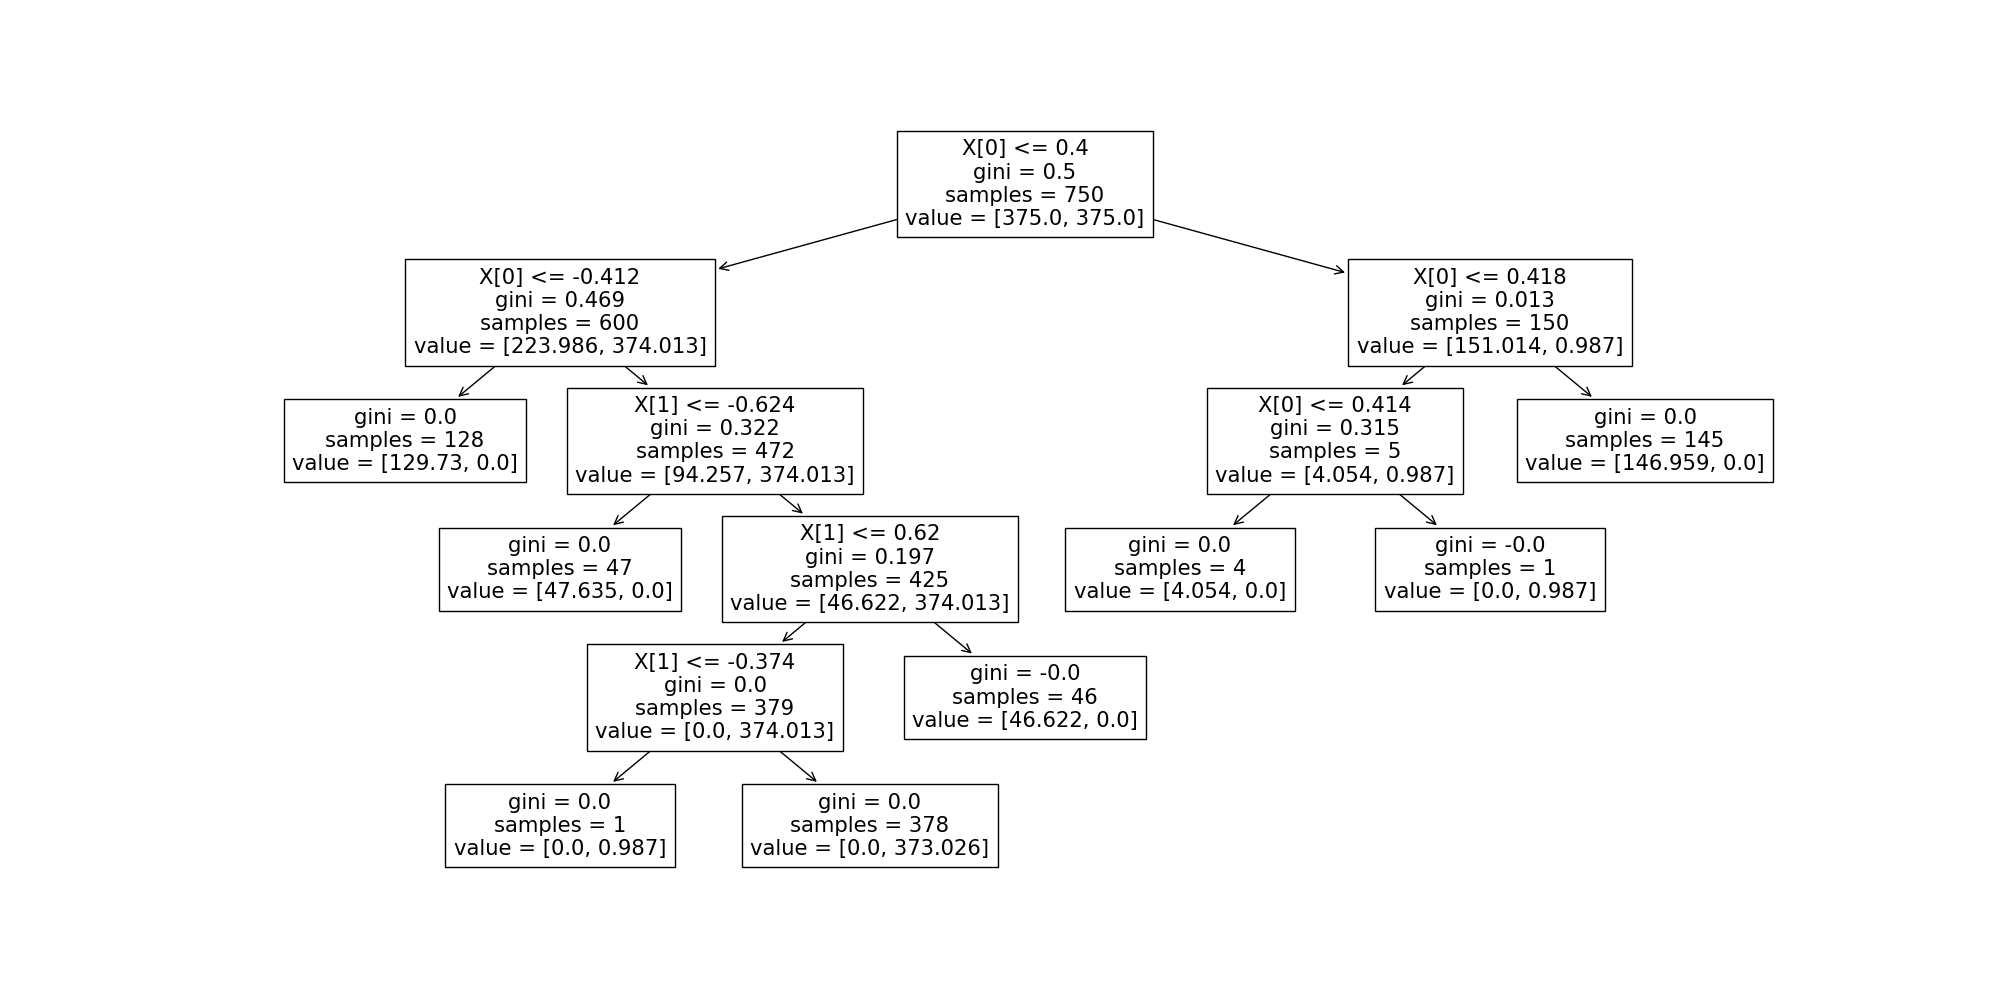 X[0] <= 0.4
gini = 0.5
samples = 750
value = [375.0, 375.0]
X[0] <= -0.412
gini = 0.469
samples = 600
value = [223.986, 374.013]
X[0] <= 0.418
gini = 0.013
samples = 150
value = [151.014, 0.987]
gini = 0.0
samples = 128
value = [129.73, 0.0]
X[1] <= -0.624
gini = 0.322
samples = 472
value = [94.257, 374.013]
X[0] <= 0.414
gini = 0.315
samples = 5
value = [4.054, 0.987]
gini = 0.0
samples = 145
value = [146.959, 0.0]
gini = 0.0
samples = 47
value = [47.635, 0.0]
X[1] <= 0.62
gini = 0.197
samples = 425
value = [46.622, 374.013]
gini = 0.0
samples = 4
value = [4.054, 0.0]
gini = -0.0
samples = 1
value = [0.0, 0.987]
X[1] <= -0.374
gini = 0.0
samples = 379
value = [0.0, 374.013]
gini = -0.0
samples = 46
value = [46.622, 0.0]
gini = 0.0
samples = 1
value = [0.0, 0.987]
gini = 0.0
samples = 378
value = [0.0, 373.026]